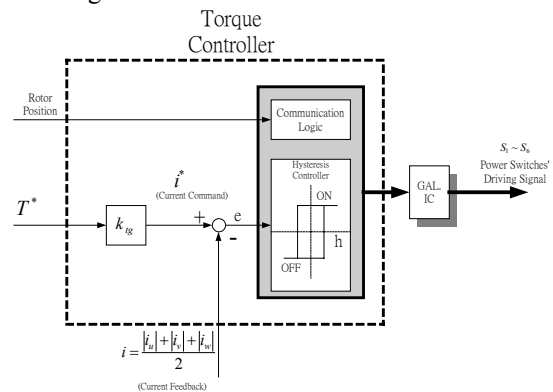 Torque
Controller
Rotor
Position
Communication
Logic
Hysteresis
Controller
ON
h
OFF
T*
k_tg
i*
(Current Command)
+
-
e
GAL.
IC
S₁ ~ S₆
Power Switches'
Driving Signal
i = |i_u| + |i_v| + |i_w| / 2
(Current Feedback)